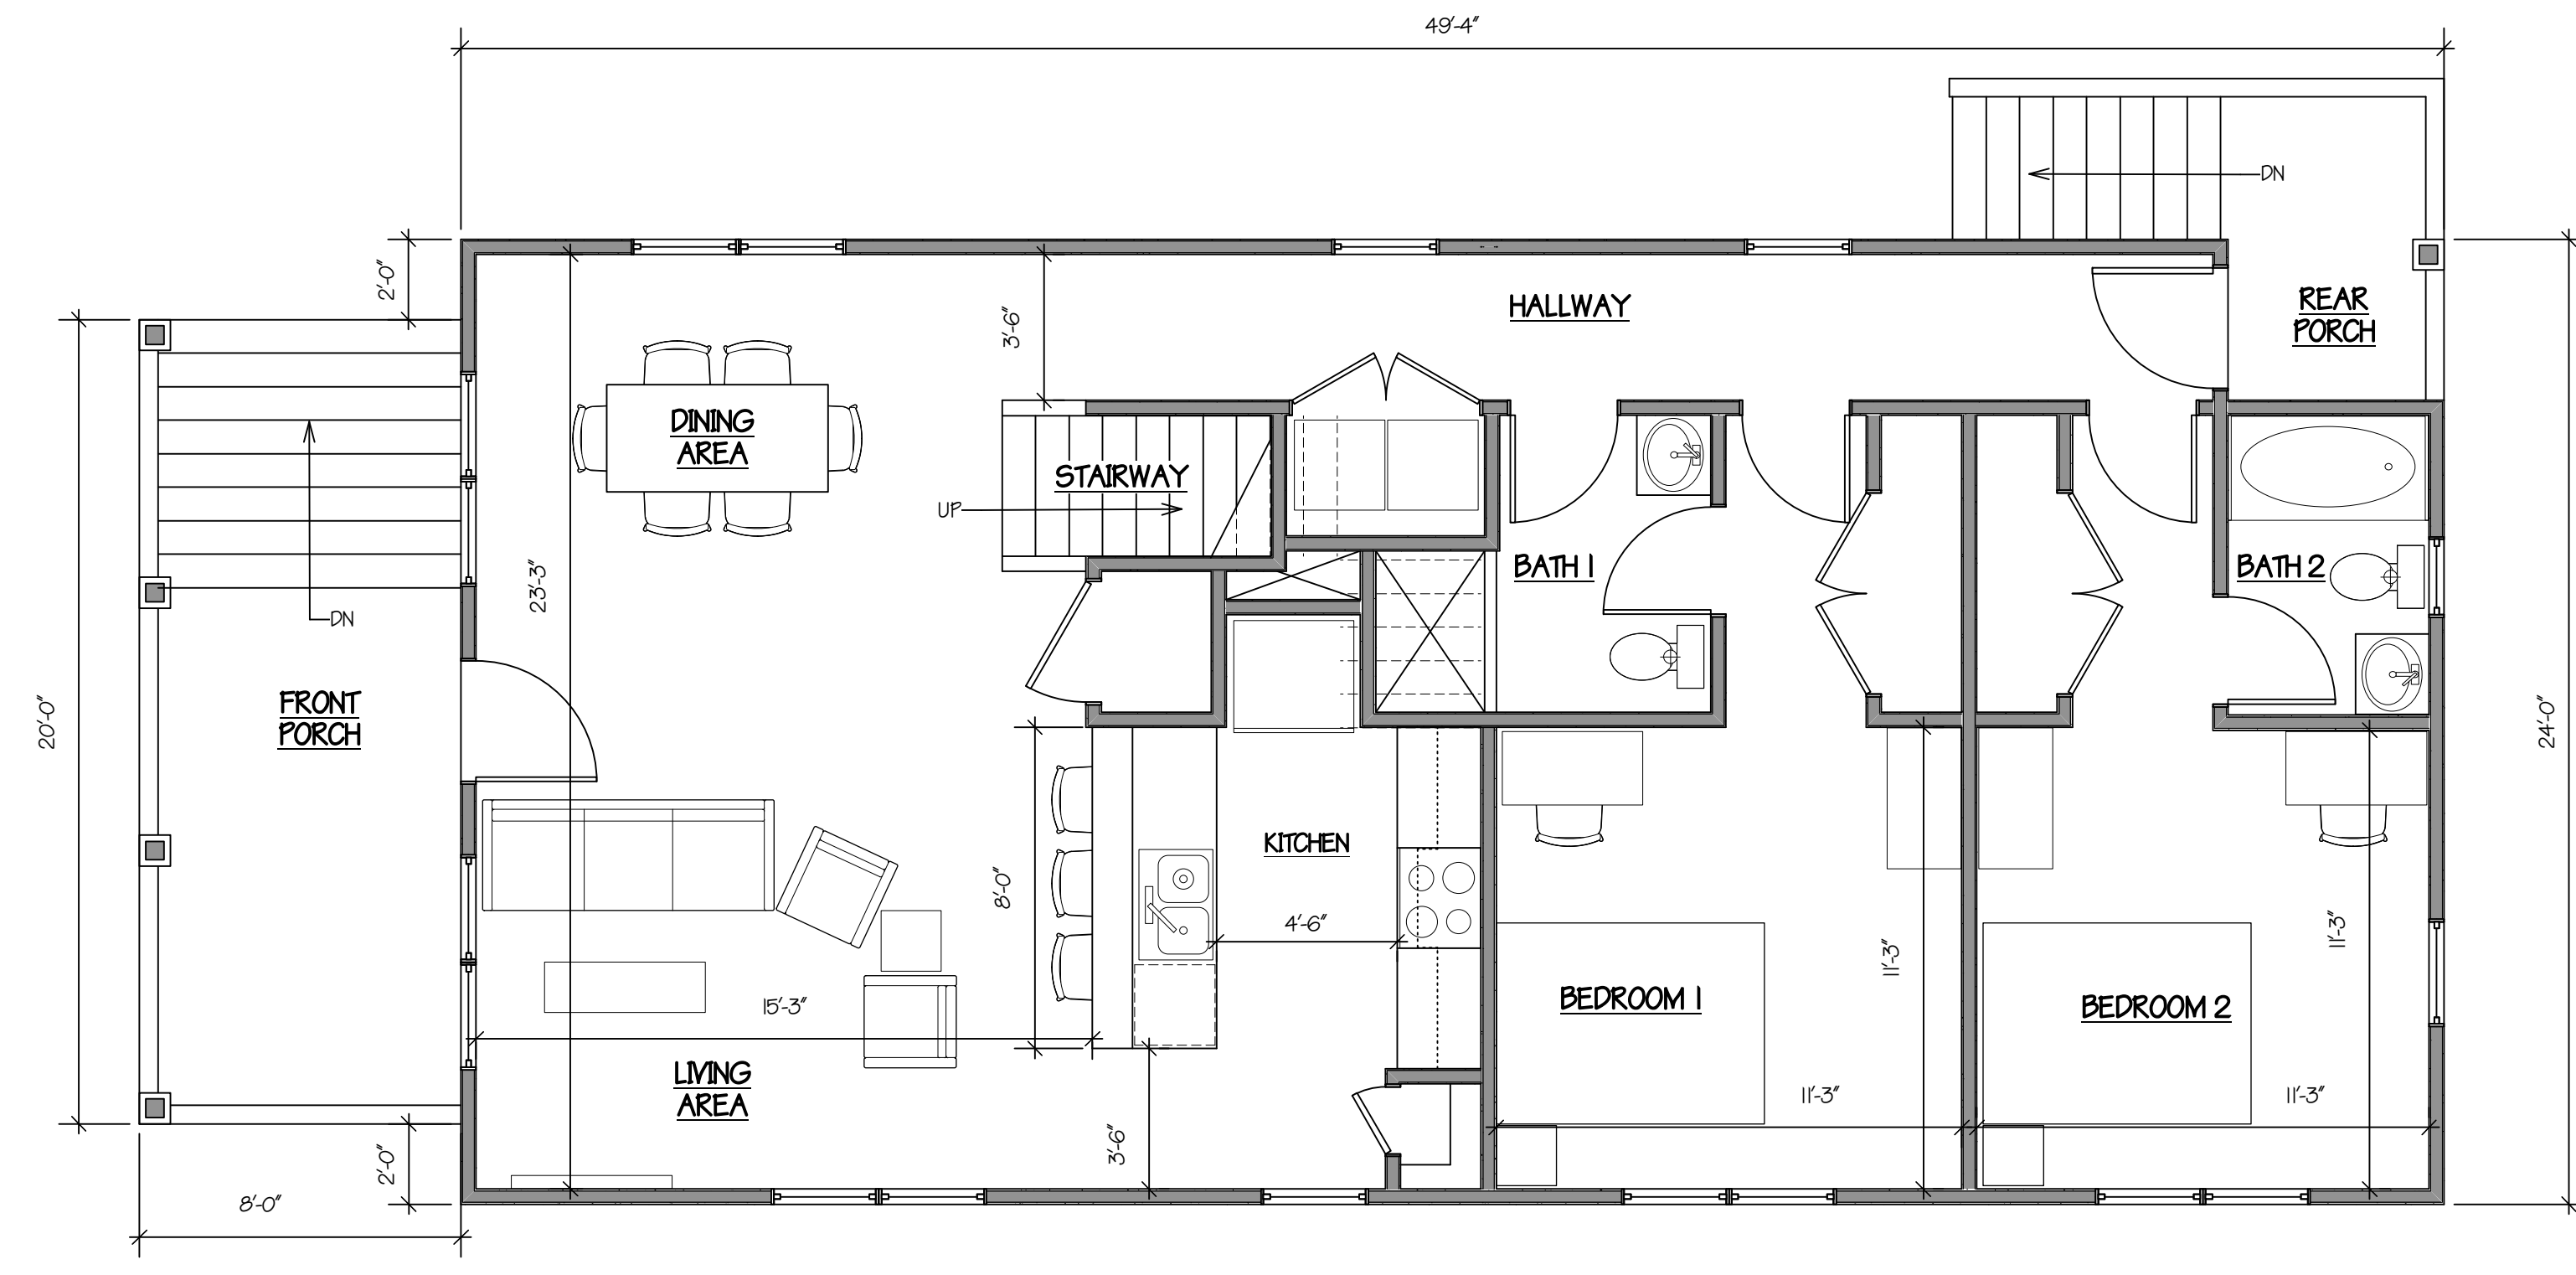 49'-4"
DN
2'-0"
HALLWAY
REAR
PORCH
3'-6"
DINING
AREA
STAIRWAY
UP
23'-3"
BATH 1
BATH 2
DN
FRONT
PORCH
20'-0"
24'-0"
KITCHEN
8'-0"
4'-6"
11'-3"
11'-3"
15'-3"
BEDROOM 1
BEDROOM 2
LIVING
AREA
11'-3"
11'-3"
3'-6"
2'-0"
8'-0"